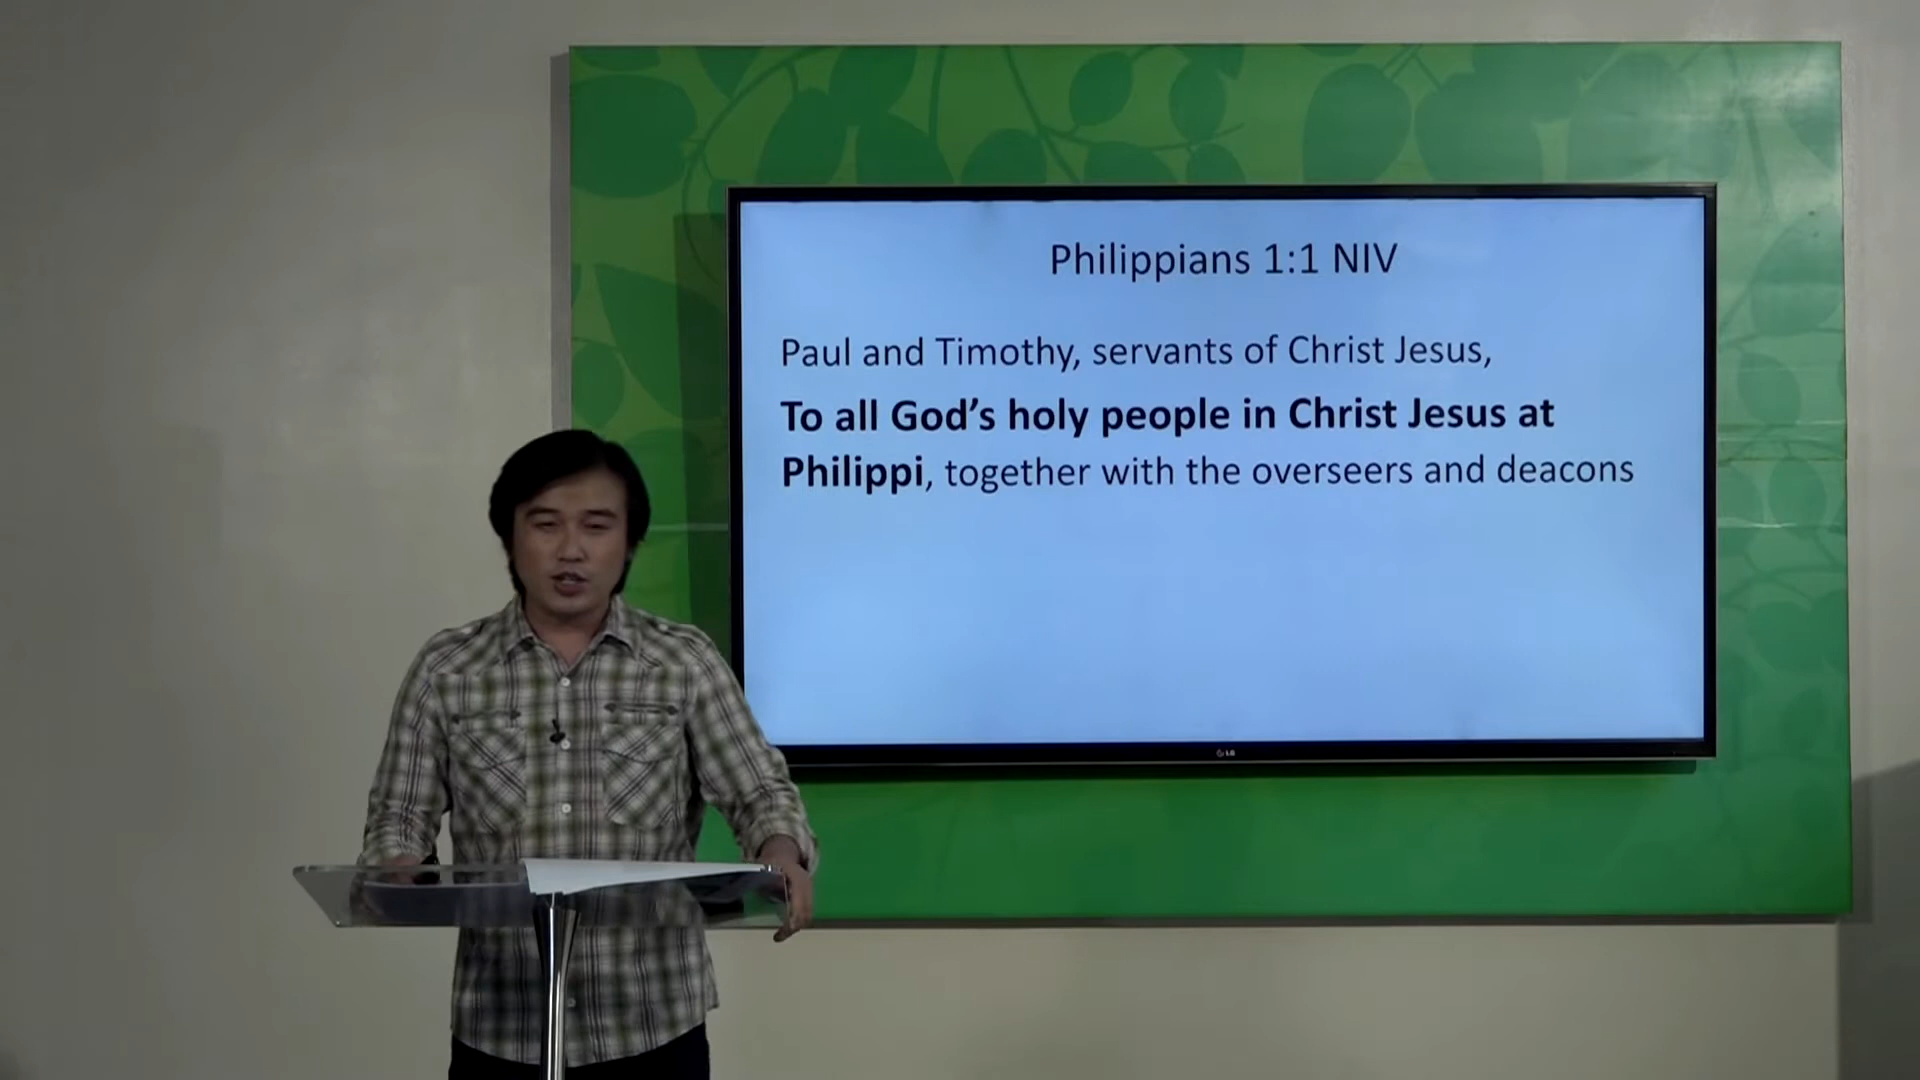 Philippians 1:1 NIV
Paul and Timothy, servants of Christ Jesus,
To all God’s holy people in Christ Jesus at
Philippi, together with the overseers and deacons
LG